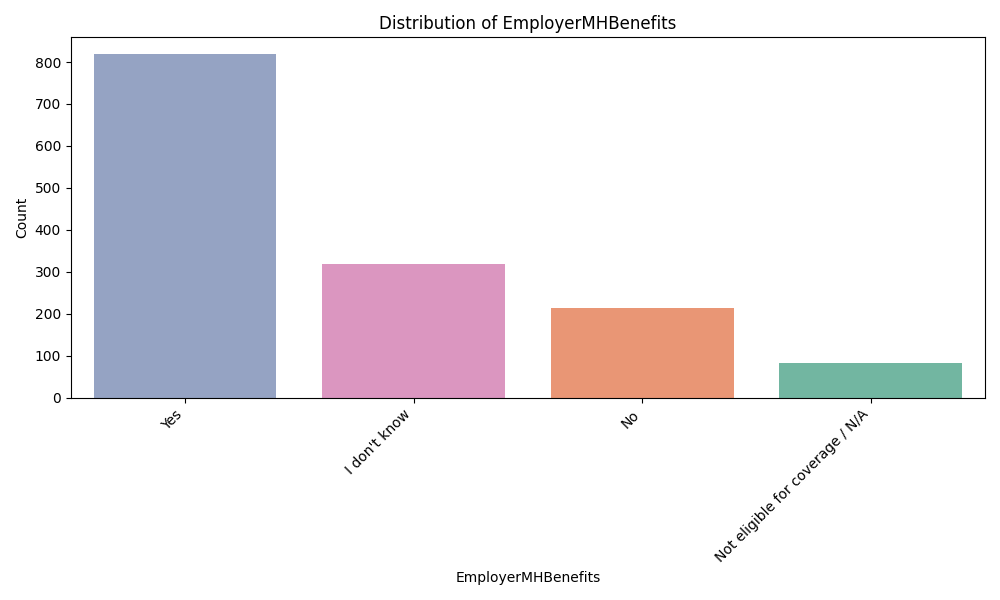 Distribution of EmployerMHBenefits
Count
800
700
600
500
400
300
200
100
0
Yes
I don't know
No
Not eligible for coverage / N/A
EmployerMHBenefits